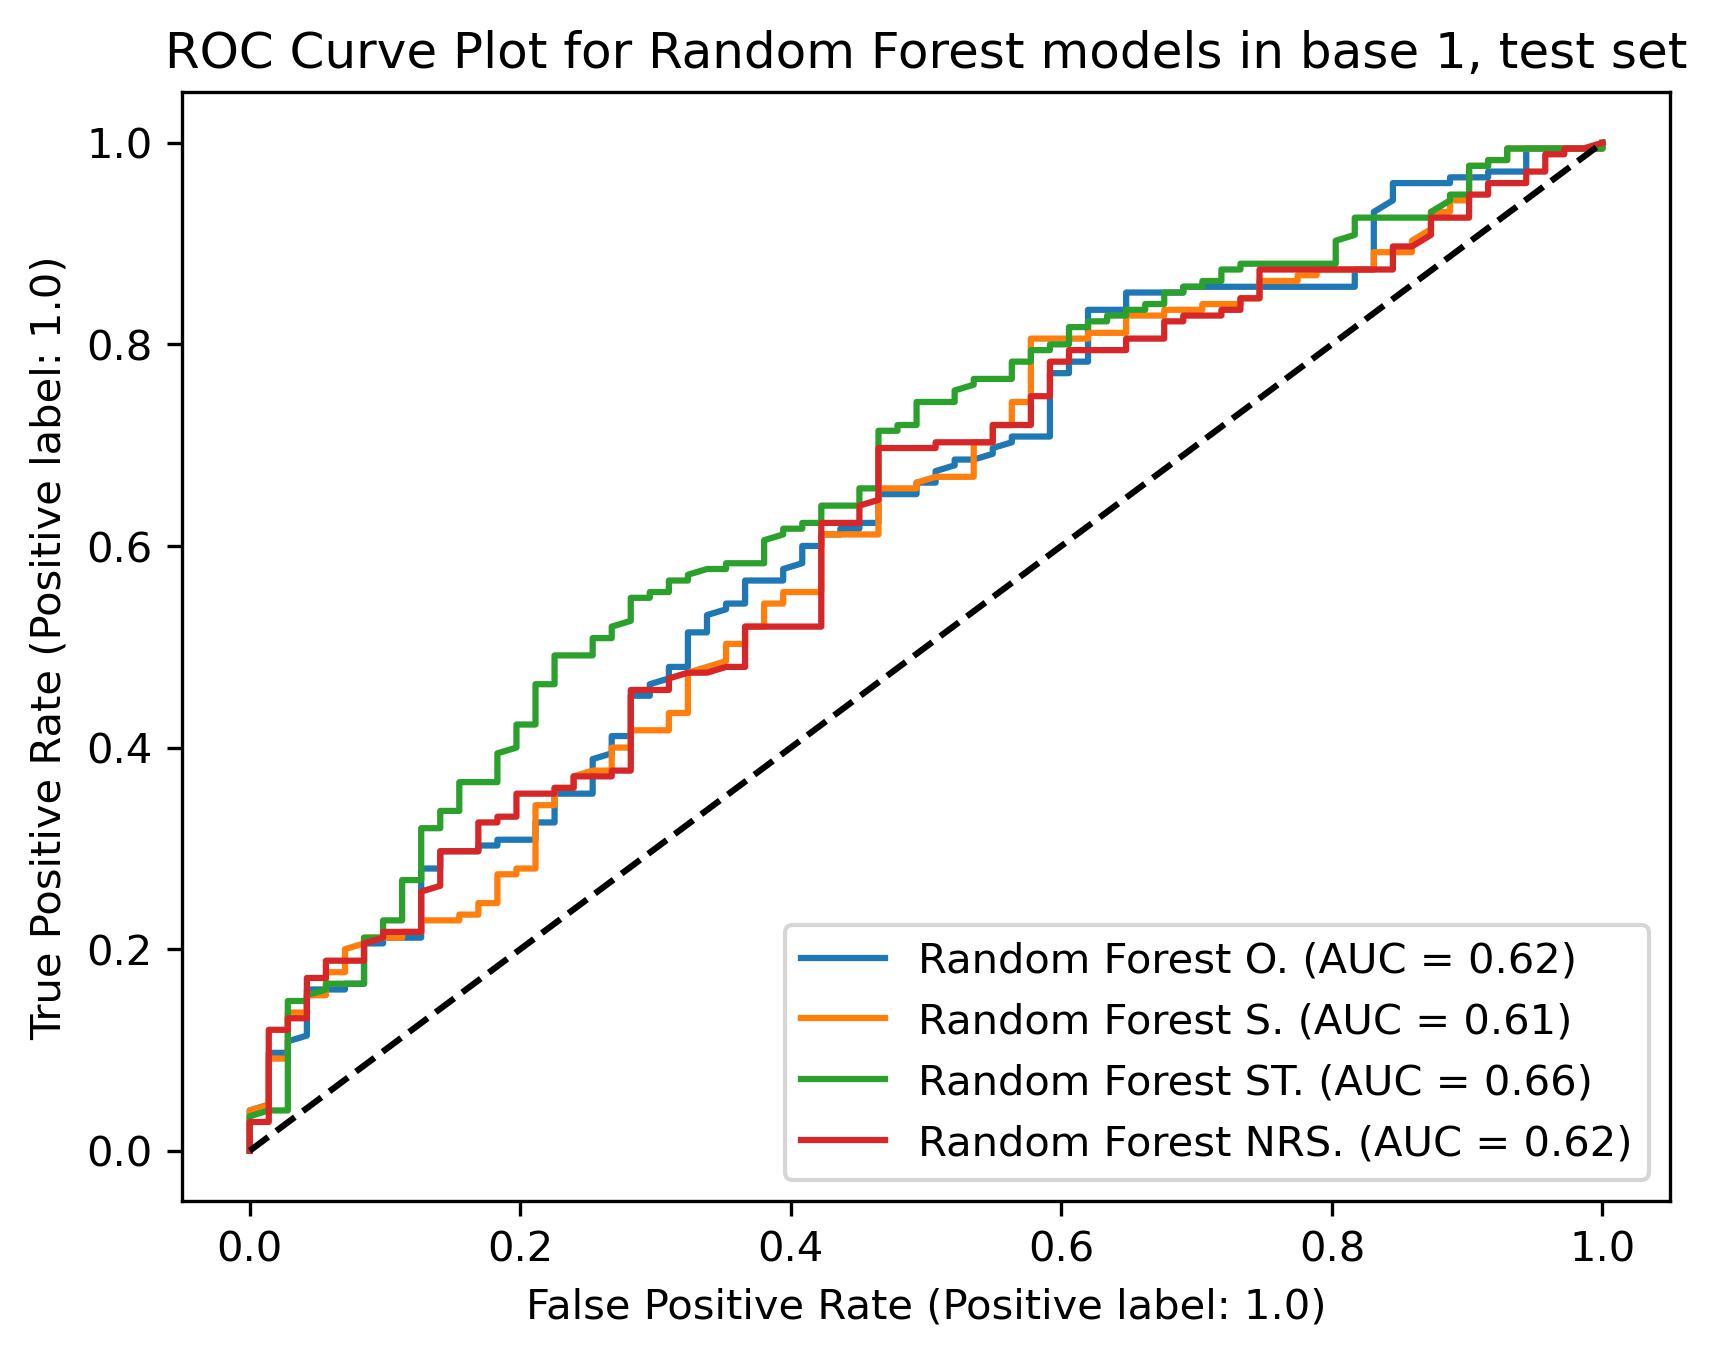 ROC Curve Plot for Random Forest models in base 1, test set
True Positive Rate (Positive label: 1.0)
1.0
0.8
0.6
0.4
0.2
0.0
Random Forest O. (AUC = 0.62)
Random Forest S. (AUC = 0.61)
Random Forest ST. (AUC = 0.66)
Random Forest NRS. (AUC = 0.62)
0.0 0.2 0.4 0.6 0.8 1.0
False Positive Rate (Positive label: 1.0)